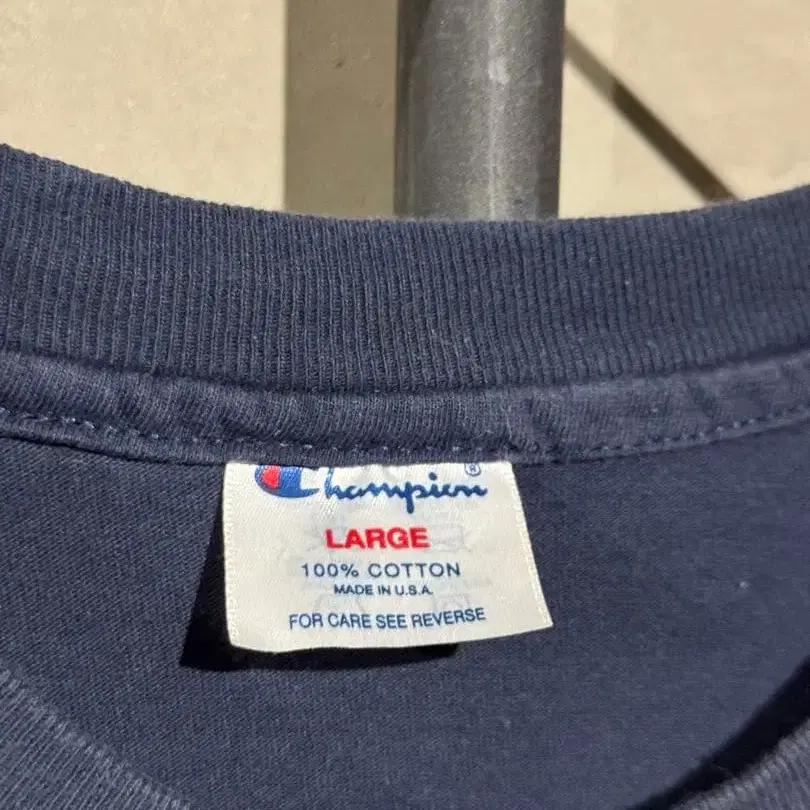 Champion®
LARGE
100% COTTON
MADE IN U.S.A.
FOR CARE SEE REVERSE